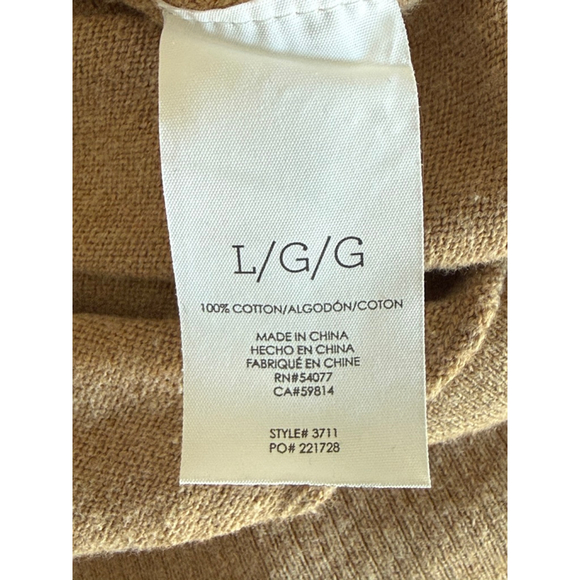 L/G/G
100% COTTON/ALGODÓN/COTON
MADE IN CHINA
HECHO EN CHINA
FABRIQUÉ EN CHINE
RN#54077
CA#59814
STYLE# 3711
PO# 221728